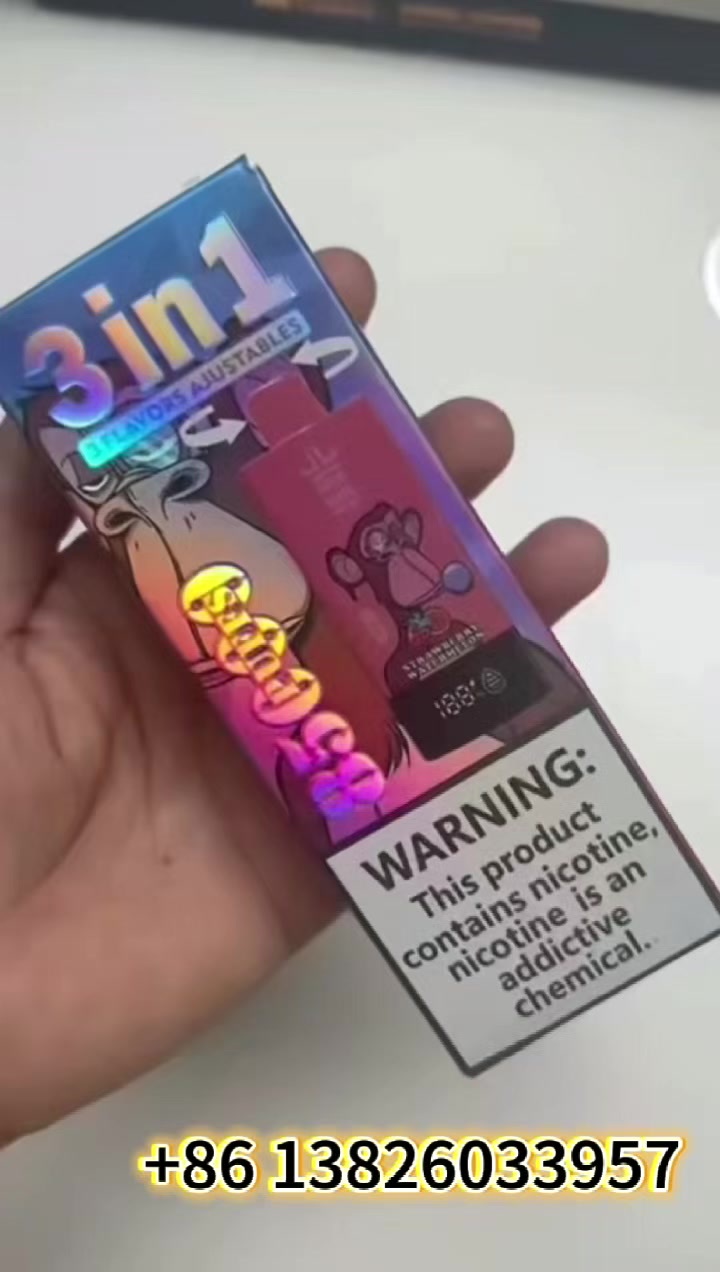 3 in 1
3 FLAVORS AJUSTABLES
STRAWBERRY
WATERMELON
188%
WARNING:
This product
contains nicotine,
nicotine is an
addictive
chemical.
+86 13826033957